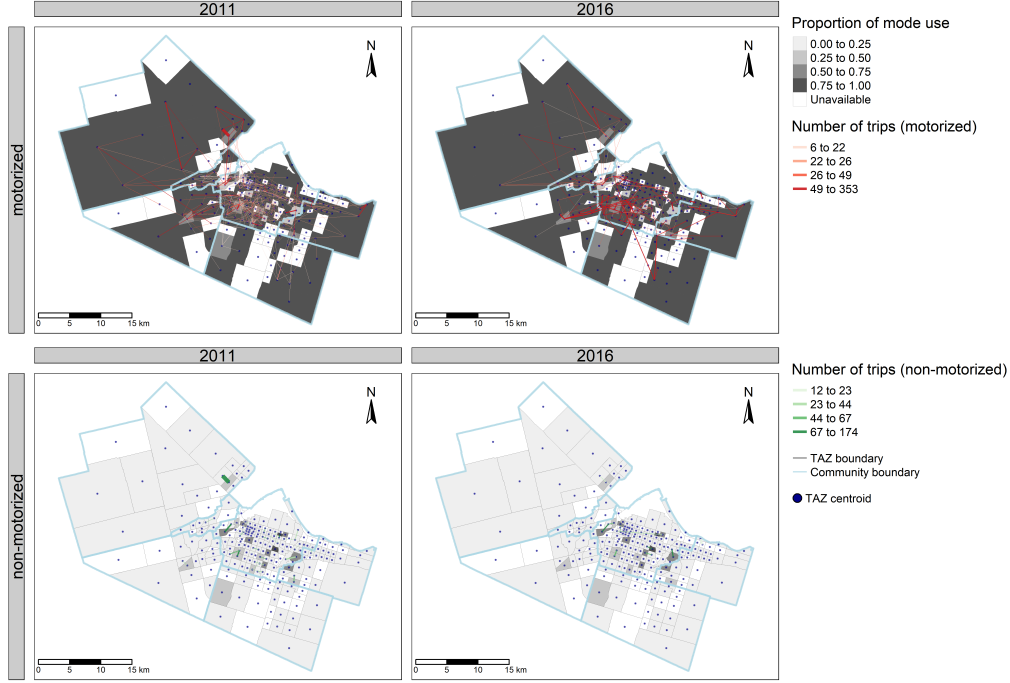 2011
2016
motorized
N
0 5 10 15 km
N
0 5 10 15 km
Proportion of mode use
0.00 to 0.25
0.25 to 0.50
0.50 to 0.75
0.75 to 1.00
Unavailable
Number of trips (motorized)
6 to 22
22 to 26
26 to 49
49 to 353
2011
2016
non-motorized
N
0 5 10 15 km
N
0 5 10 15 km
Number of trips (non-motorized)
12 to 23
23 to 44
44 to 67
67 to 174
TAZ boundary
Community boundary
TAZ centroid